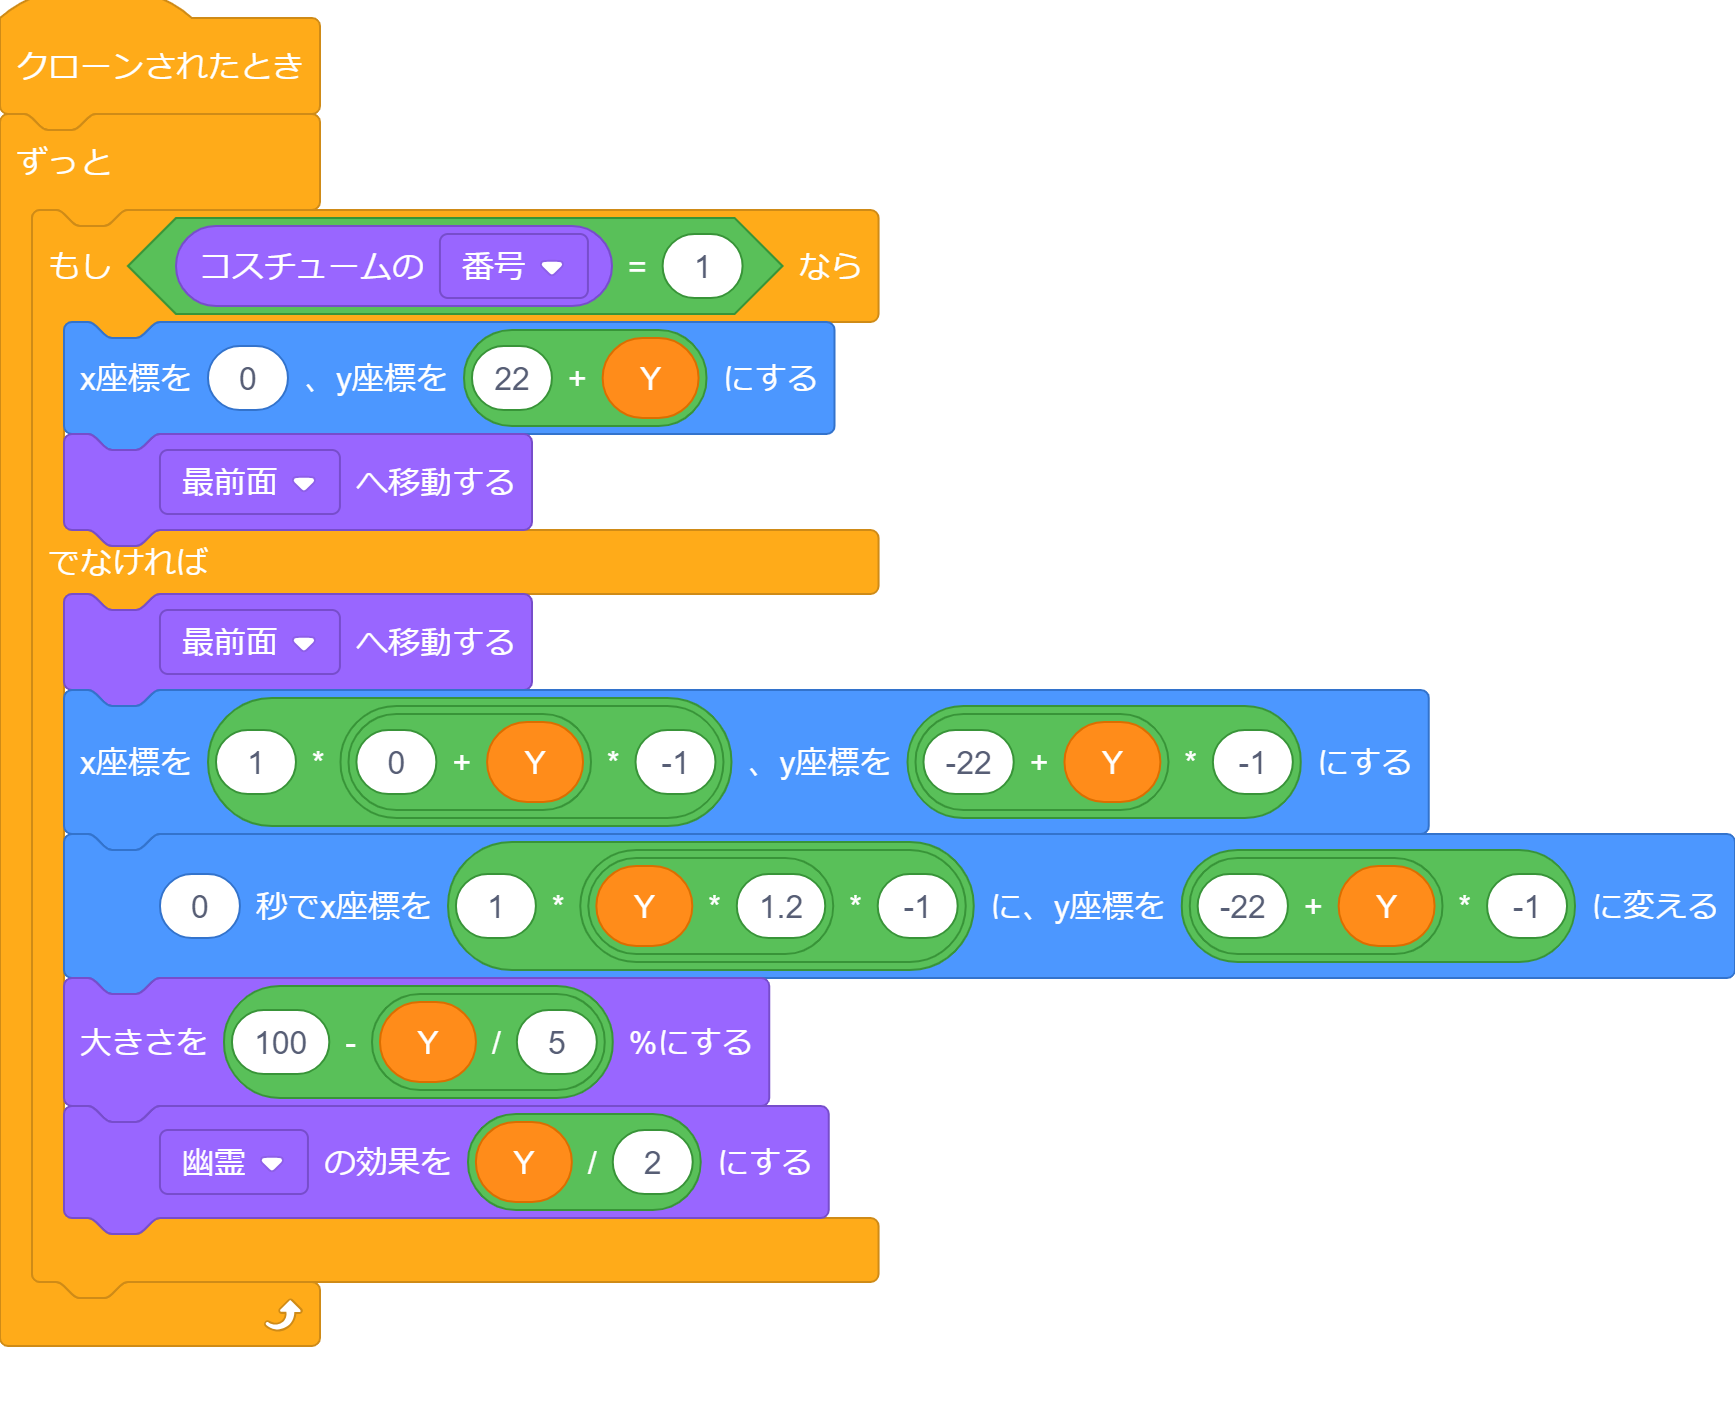 クローンされたとき
ずっと
もし コスチュームの 番号 = 1 なら
x座標を 0 、y座標を 22 + Y にする
最前面 へ移動する
でなければ
最前面 へ移動する
x座標を 1 * 0 + Y * -1 、y座標を -22 + Y * -1 にする
0 秒でx座標を 1 * Y * 1.2 * -1 に、y座標を -22 + Y * -1 に変える
大きさを 100 - Y / 5 %にする
幽霊 の効果を Y / 2 にする